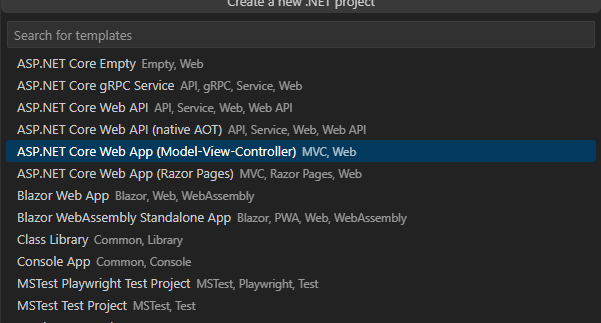 Create a new .NET project
Search for templates
ASP.NET Core Empty Empty, Web
ASP.NET Core gRPC Service API, gRPC, Service, Web
ASP.NET Core Web API API, Service, Web, Web API
ASP.NET Core Web API (native AOT) API, Service, Web, Web API
ASP.NET Core Web App (Model-View-Controller) MVC, Web
ASP.NET Core Web App (Razor Pages) MVC, Razor Pages, Web
Blazor Web App Blazor, Web, WebAssembly
Blazor WebAssembly Standalone App Blazor, PWA, Web, WebAssembly
Class Library Common, Library
Console App Common, Console
MSTest Playwright Test Project MSTest, Playwright, Test
MSTest Test Project MSTest, Test